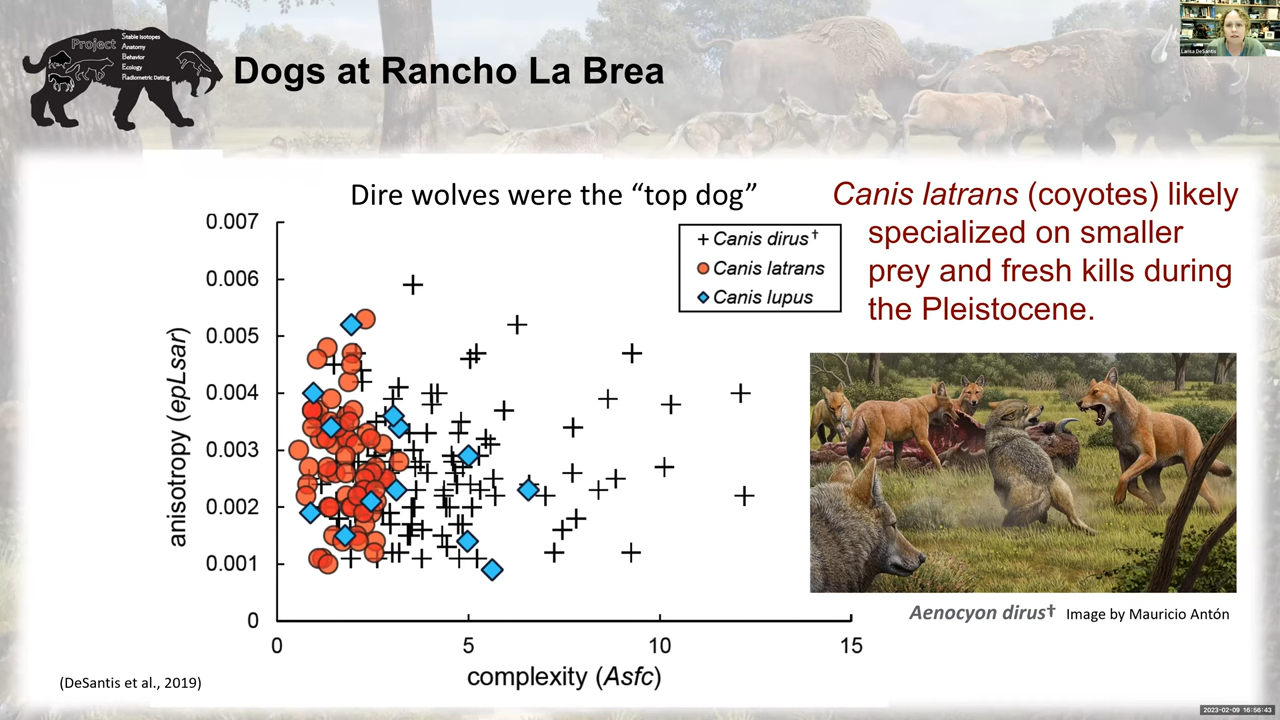 Project
Stable Isotopes
Anatomy
Behavior
Ecology
Radiometric Dating
Dogs at Rancho La Brea
Larisa DeSantis
Dire wolves were the “top dog”
Canis latrans (coyotes) likely
specialized on smaller
prey and fresh kills during
the Pleistocene.
0.007
0.006
0.005
0.004
0.003
0.002
0.001
0
anisotropy (epLsar)
Canis dirus†
Canis latrans
Canis lupus
0
5
10
15
complexity (Asfc)
Aenocyon dirus† Image by Mauricio Antón
(DeSantis et al., 2019)
2023-02-09 16:56:43